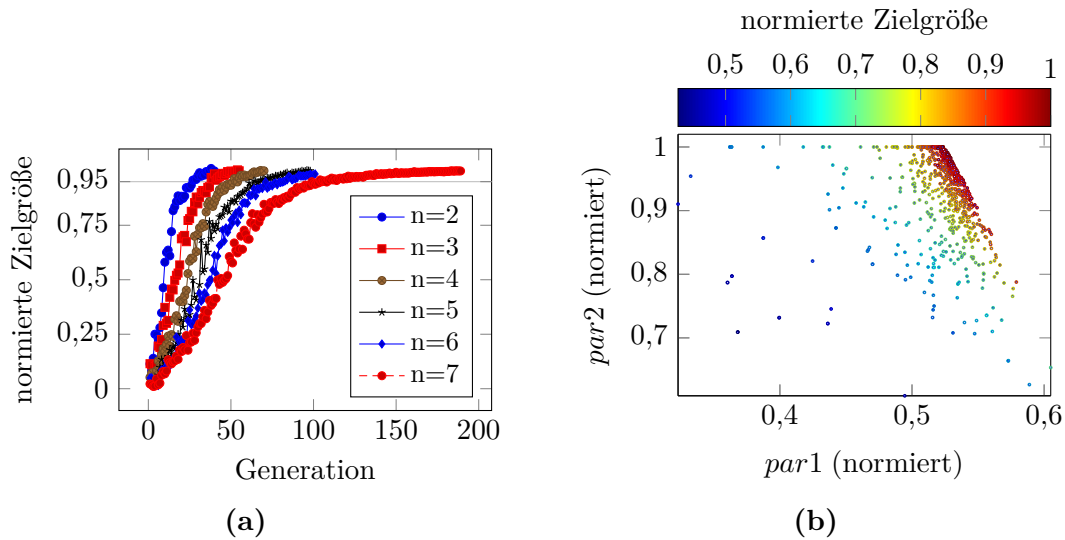 normierte Zielgröße
0
0,25
0,5
0,75
0,95
0
50
100
150
200
Generation
n=2
n=3
n=4
n=5
n=6
n=7
(a)
normierte Zielgröße
0,5
0,6
0,7
0,8
0,9
1
par2 (normiert)
1
0,9
0,8
0,7
0,4
0,5
0,6
par1 (normiert)
(b)